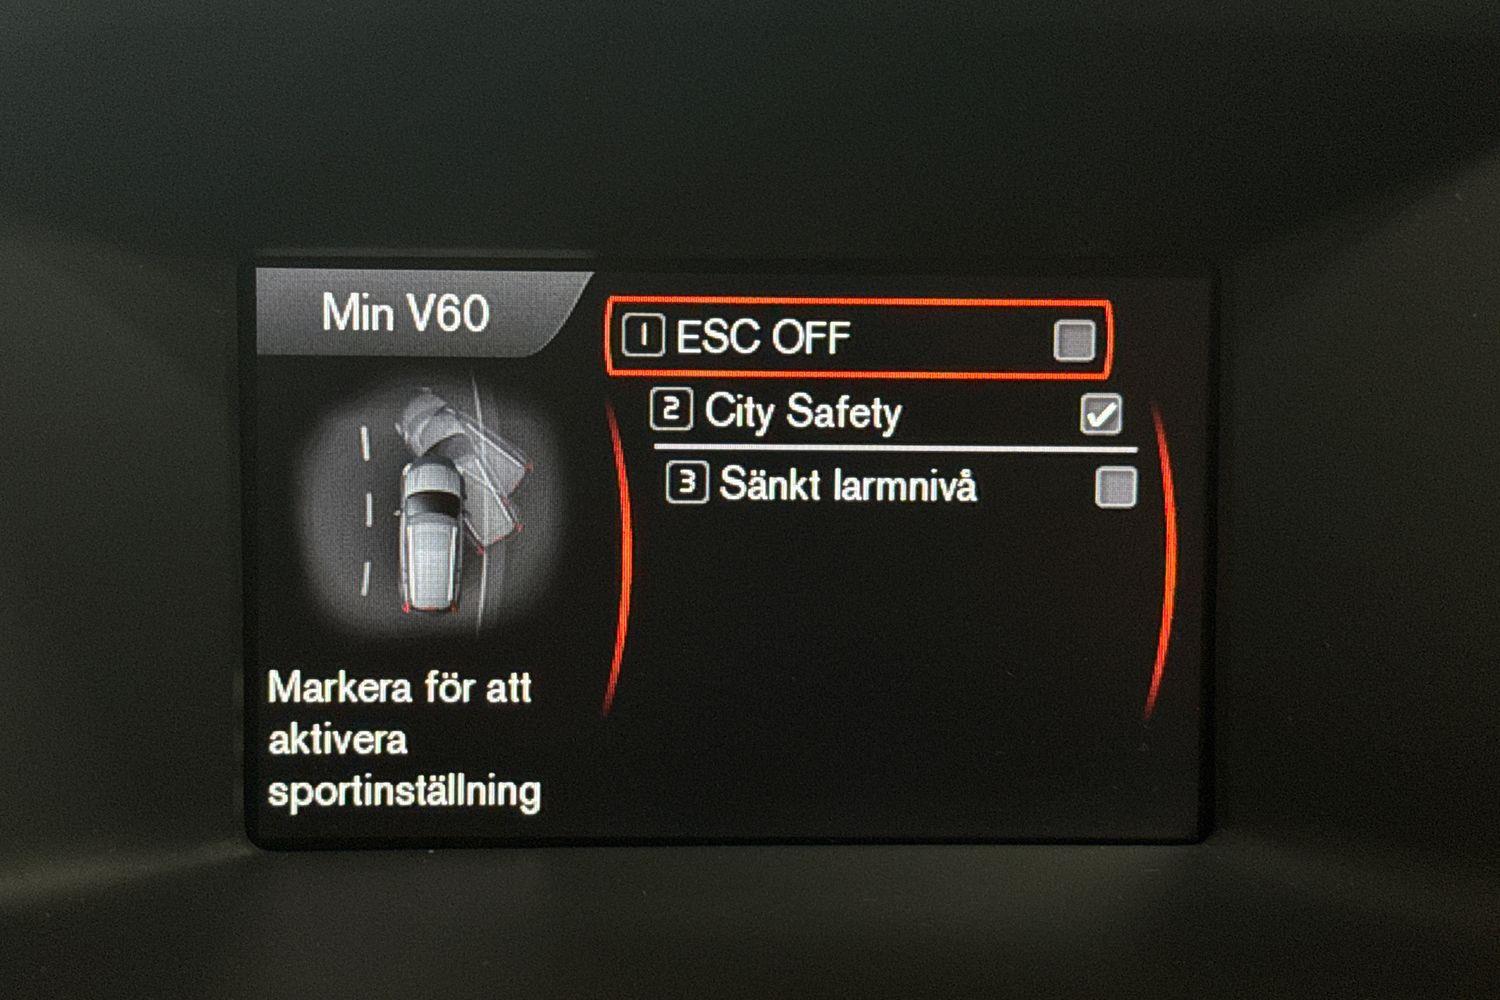 Min V60
1 ESC OFF
2 City Safety
3 Sänkt larmnivå
Markera för att
aktivera
sportinställning